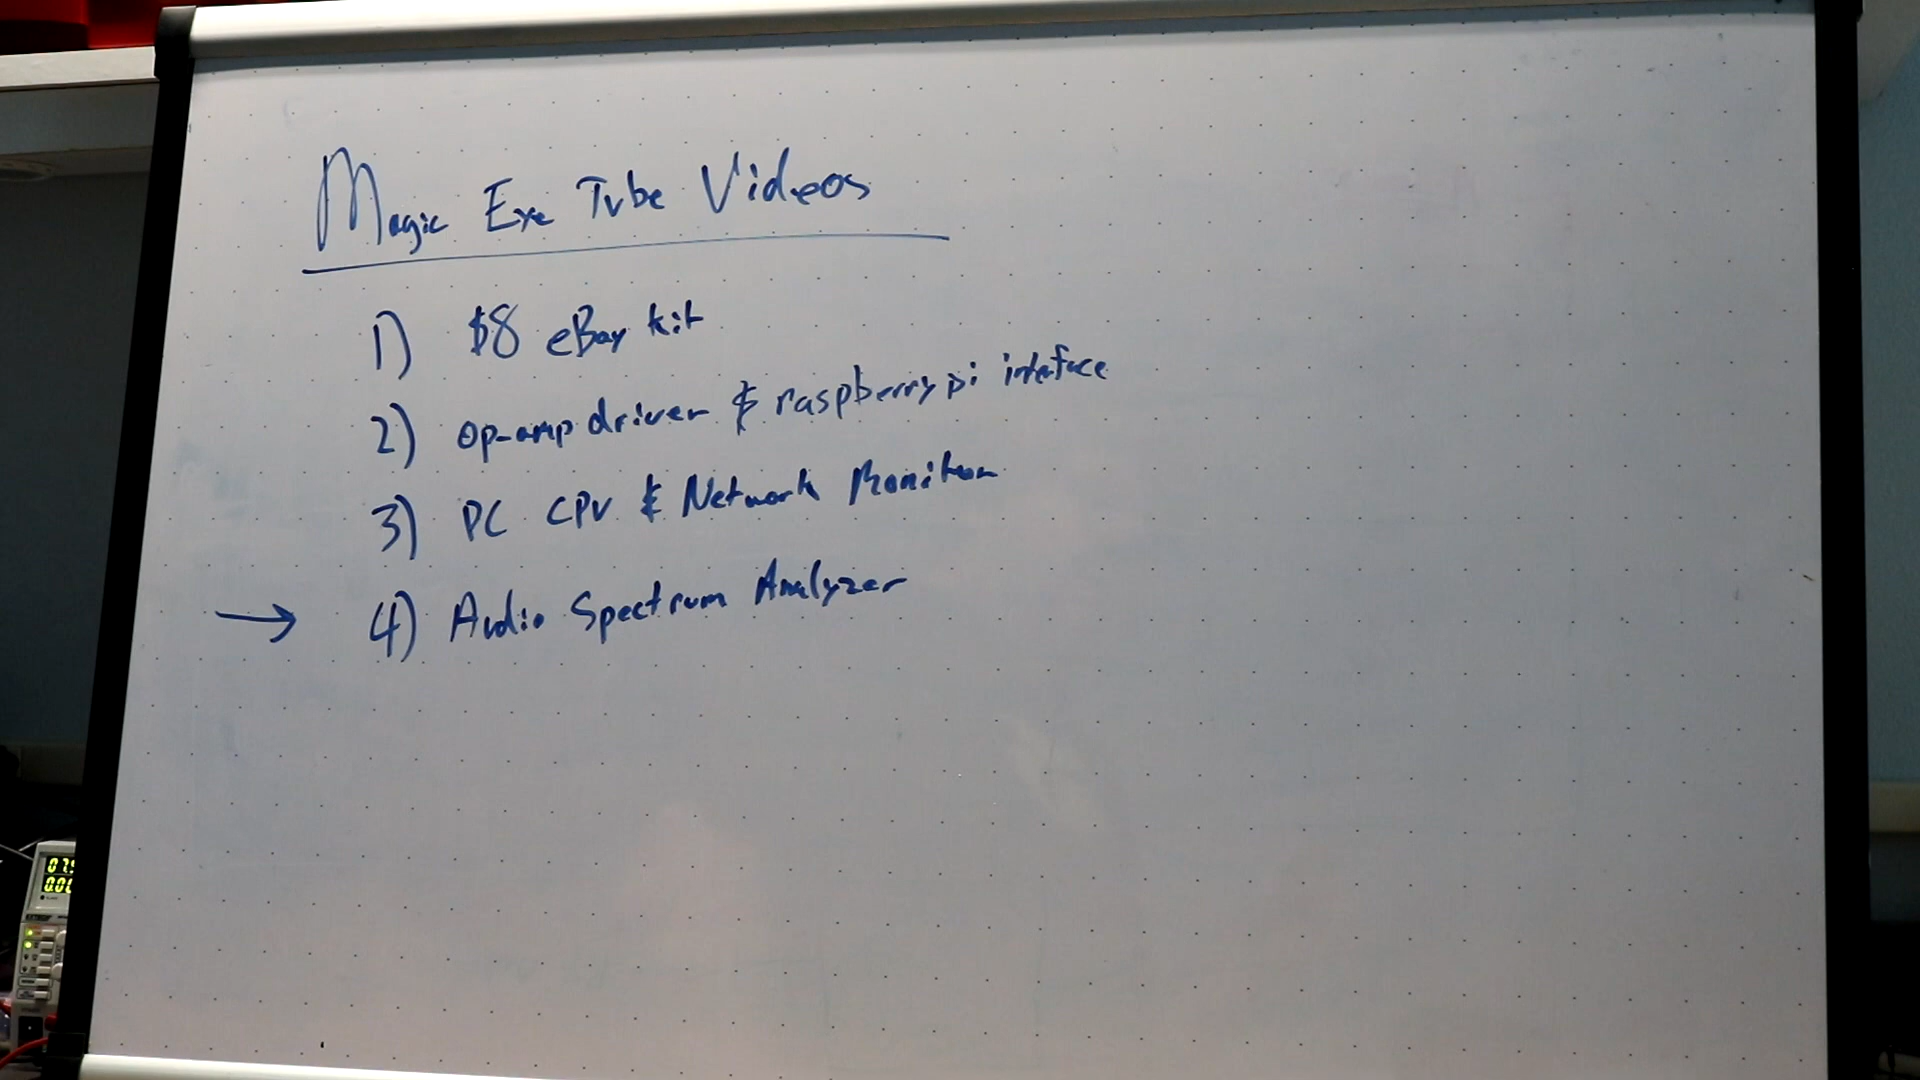 Magic Eye Tube Videos
1) $8 eBay kit
2) op-amp driver & raspberry pi interface
3) PC CPU & Network Monitor
→ 4) Audio Spectrum Analyzer